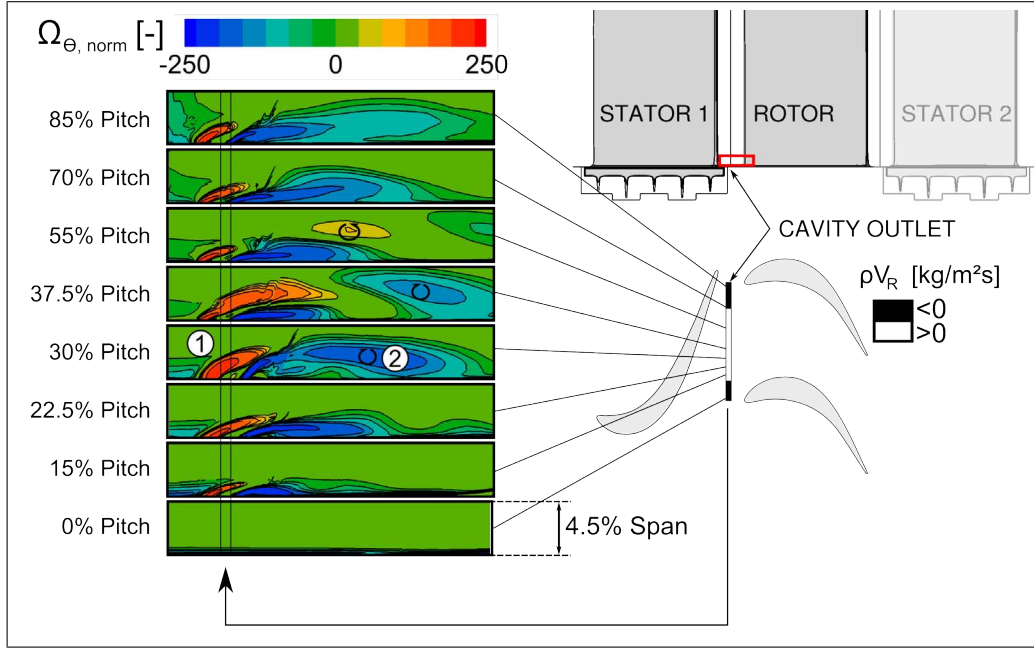 Ωϴ, norm [-]
-250 0 250
85% Pitch
70% Pitch
55% Pitch
37.5% Pitch
30% Pitch
22.5% Pitch
15% Pitch
0% Pitch
1
2
4.5% Span
STATOR 1
ROTOR
STATOR 2
CAVITY OUTLET
ρVR [kg/m²s]
<0
>0